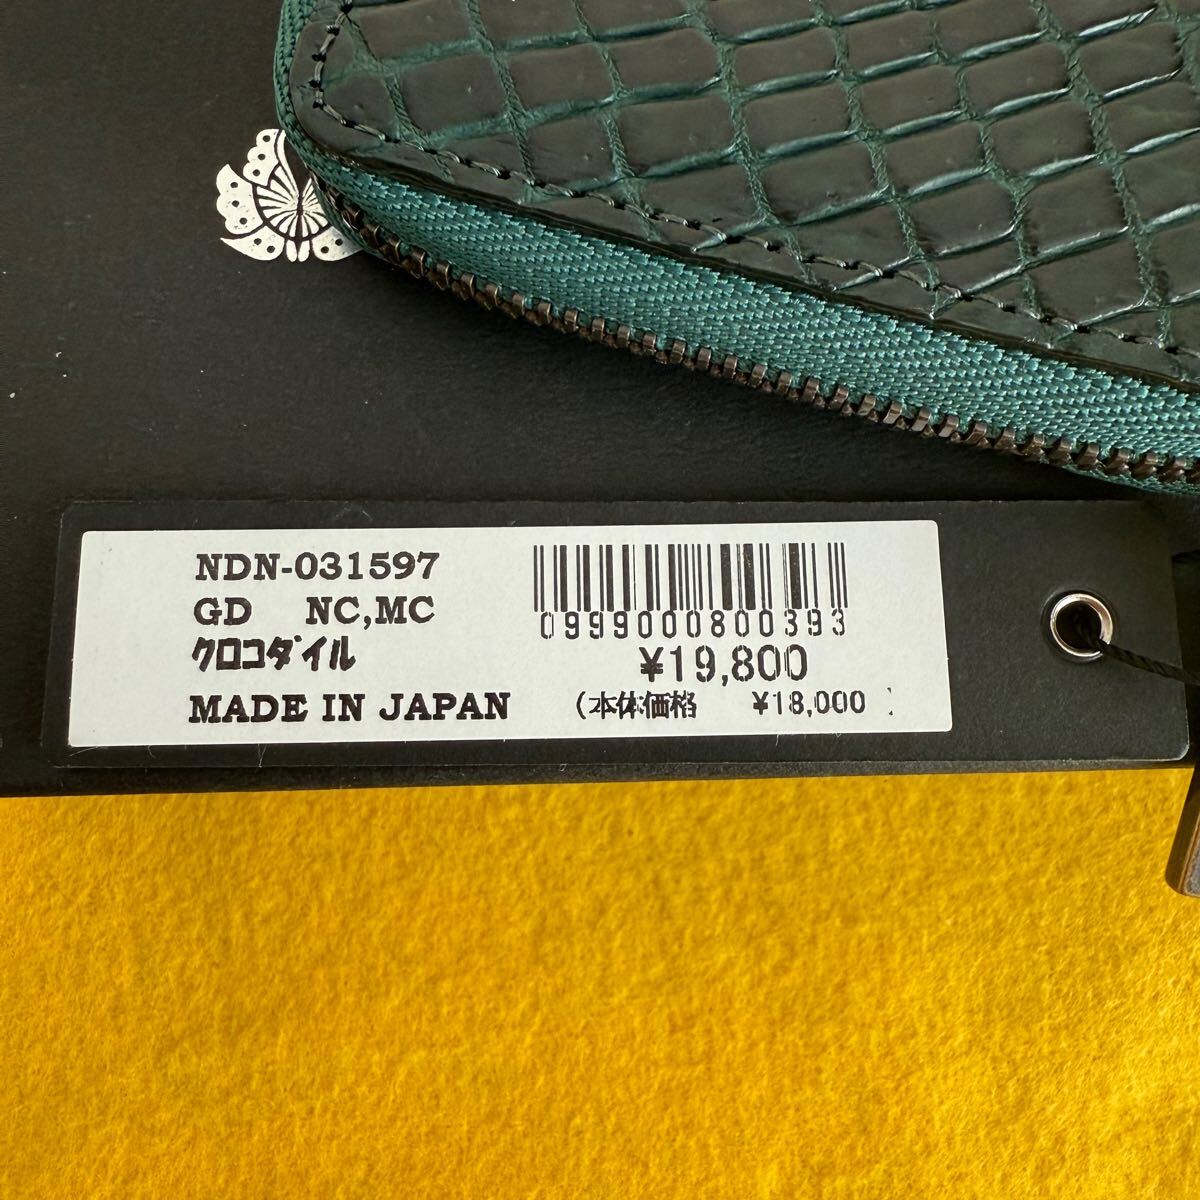 NDN-031597
GD NC,MC
クロコダイル
MADE IN JAPAN
0999000800393
¥19,800
(本体価格 ¥18,000 )